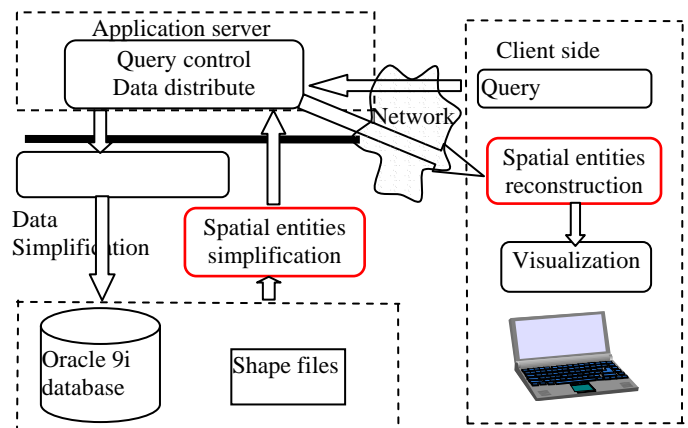 Application server
Query control
Data distribute
Client side
Query
Network
Spatial entities
reconstruction
Data
Simplification
Spatial entities
simplification
Visualization
Oracle 9i
database
Shape files